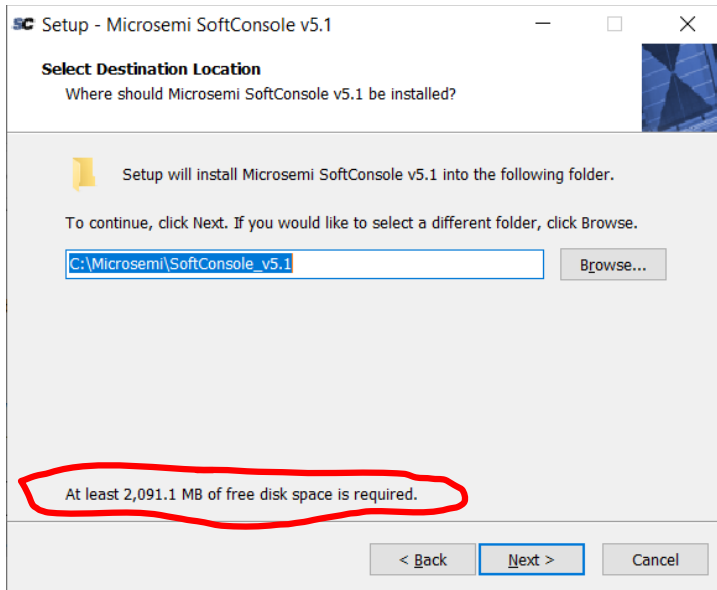 SC Setup - Microsemi SoftConsole v5.1
Select Destination Location
Where should Microsemi SoftConsole v5.1 be installed?
Setup will install Microsemi SoftConsole v5.1 into the following folder.
To continue, click Next. If you would like to select a different folder, click Browse.
C:\Microsemi\SoftConsole_v5.1 Browse...
At least 2,091.1 MB of free disk space is required.
< Back Next > Cancel